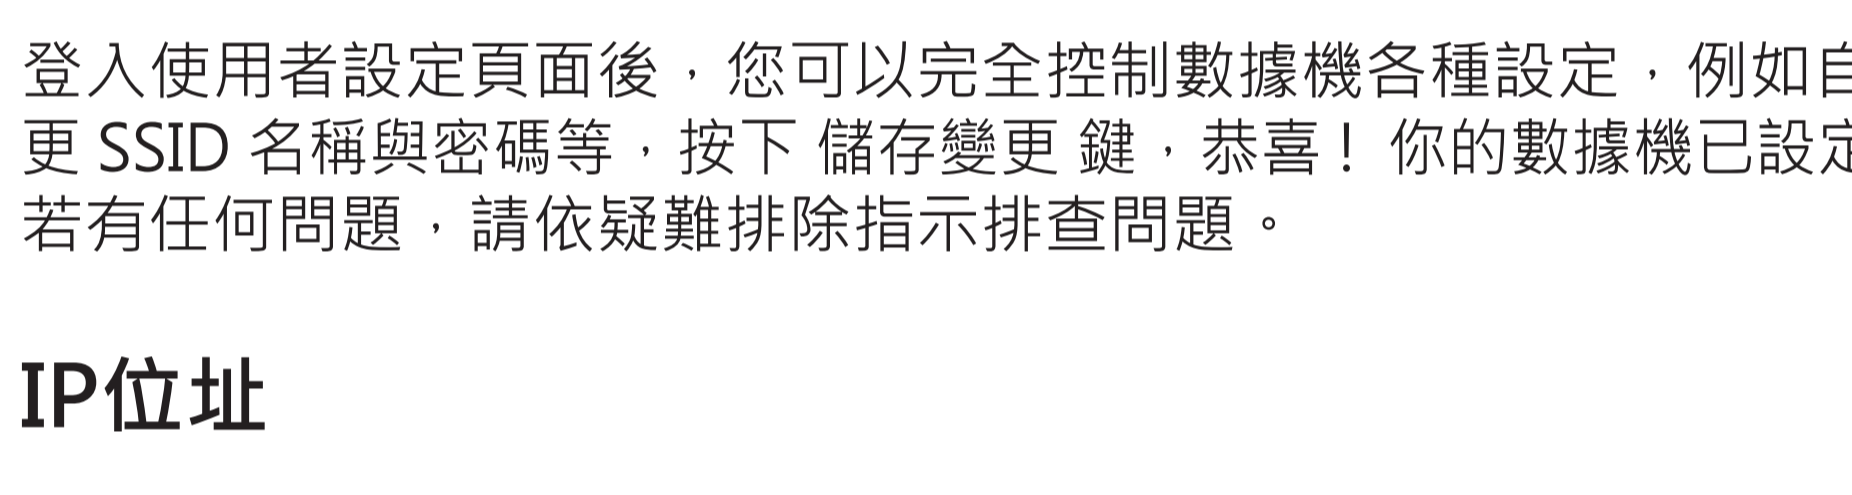 登入使用者設定頁面後，您可以完全控制數據機各種設定，例如自
更 SSID 名稱與密碼等，按下 儲存變更 鍵，恭喜！ 你的數據機已設定
若有任何問題，請依疑難排除指示排查問題。
IP位址